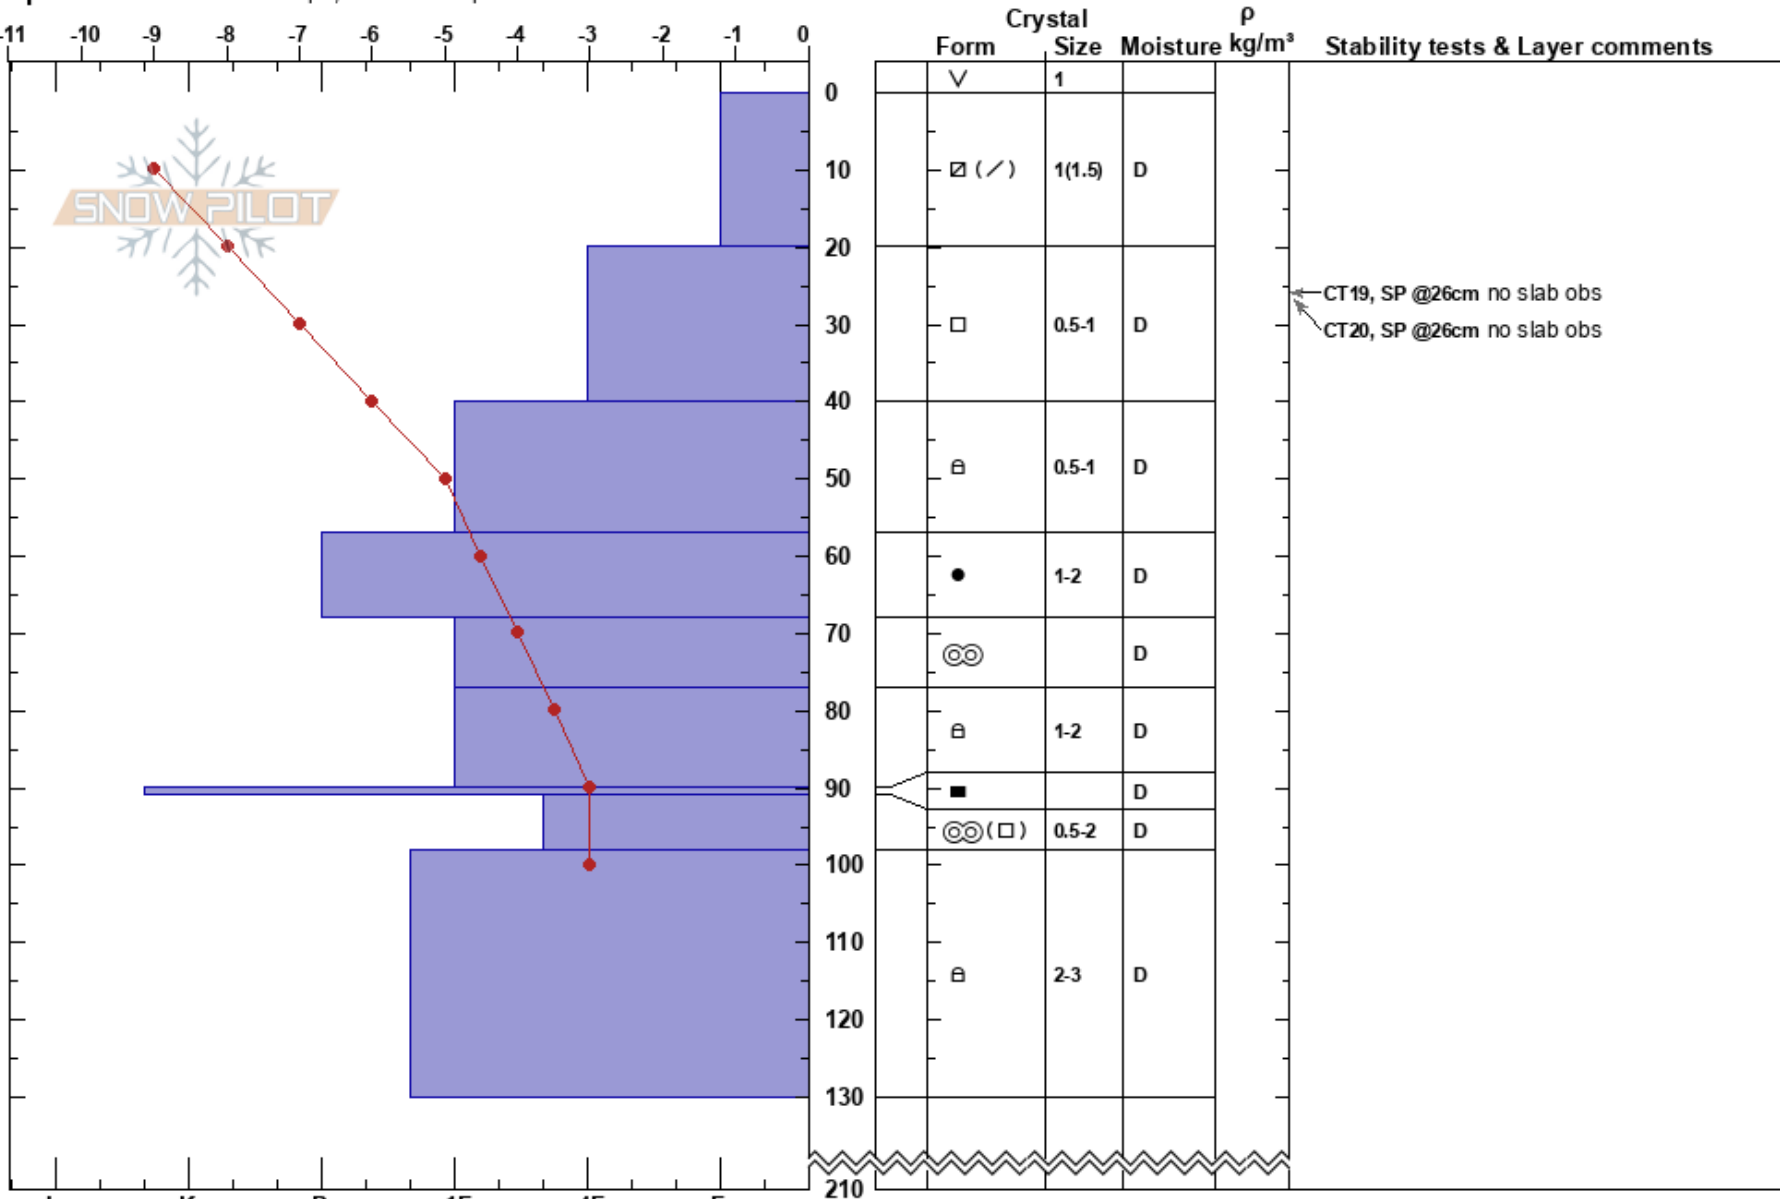 Crystal ρ
-11 -10 -9 -8 -7 -6 -5 -4 -3 -2 -1 0 Form Size Moisture kg/m³ Stability tests & Layer comments
1
0
SNOW PILOT
10 1(1.5) D
20
CT19, SP @26cm no slab obs
30 0.5-1 D
CT20, SP @26cm no slab obs
40
50 0.5-1 D
60 1-2 D
70 D
80 1-2 D
90 D
0.5-2 D
100
110 2-3 D
120
130
210